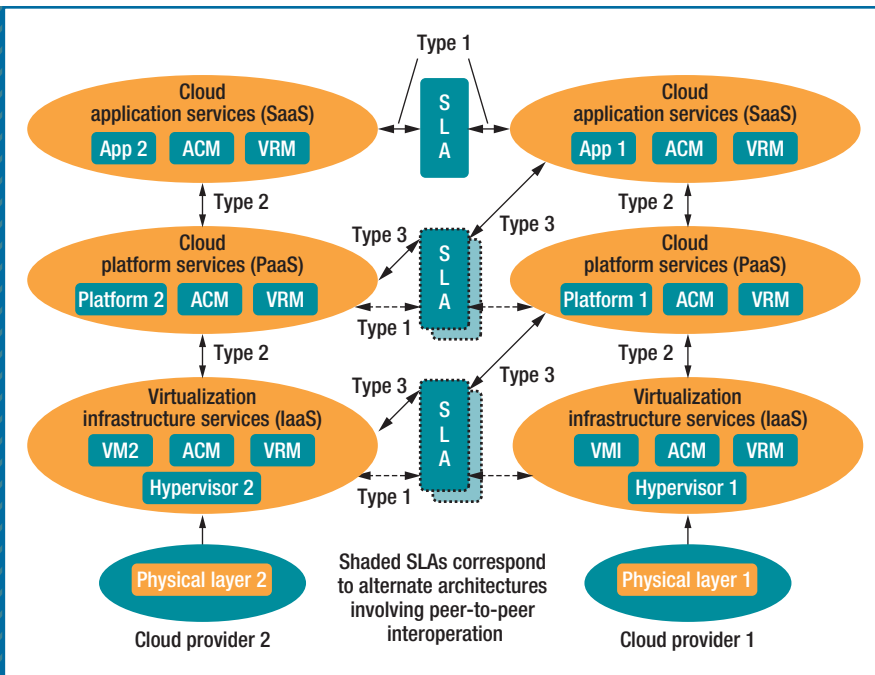 Type 1
Cloud
application services (SaaS)
App 2 ACM VRM
S
L
A
Cloud
application services (SaaS)
App 1 ACM VRM
Type 2
Type 3
Type 2
Cloud
platform services (PaaS)
Platform 2 ACM VRM
Type 1
S
L
A
Cloud
platform services (PaaS)
Platform 1 ACM VRM
Type 3
Type 2
Type 3
Type 2
Virtualization
infrastructure services (IaaS)
VM2 ACM VRM
Hypervisor 2
Type 1
S
L
A
Type 3
Virtualization
infrastructure services (IaaS)
VMI ACM VRM
Hypervisor 1
Physical layer 2
Cloud provider 2
Shaded SLAs correspond
to alternate architectures
involving peer-to-peer
interoperation
Physical layer 1
Cloud provider 1